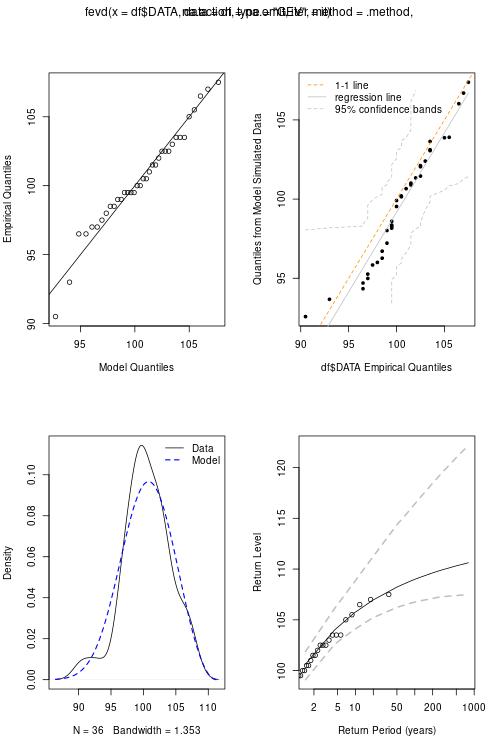 fevd(x = df$DATA, method = .method,
90 95 100 105
Empirical Quantiles
95 100 105
Model Quantiles
1-1 line
regression line
95% confidence bands
95 100 105
Quantiles from Model Simulated Data
90 95 100 105
df$DATA Empirical Quantiles
Data
Model
0.00 0.02 0.04 0.06 0.08 0.10
Density
90 95 100 105 110
N = 36 Bandwidth = 1.353
100 105 110 115 120
Return Level
2 5 10 50 200 1000
Return Period (years)